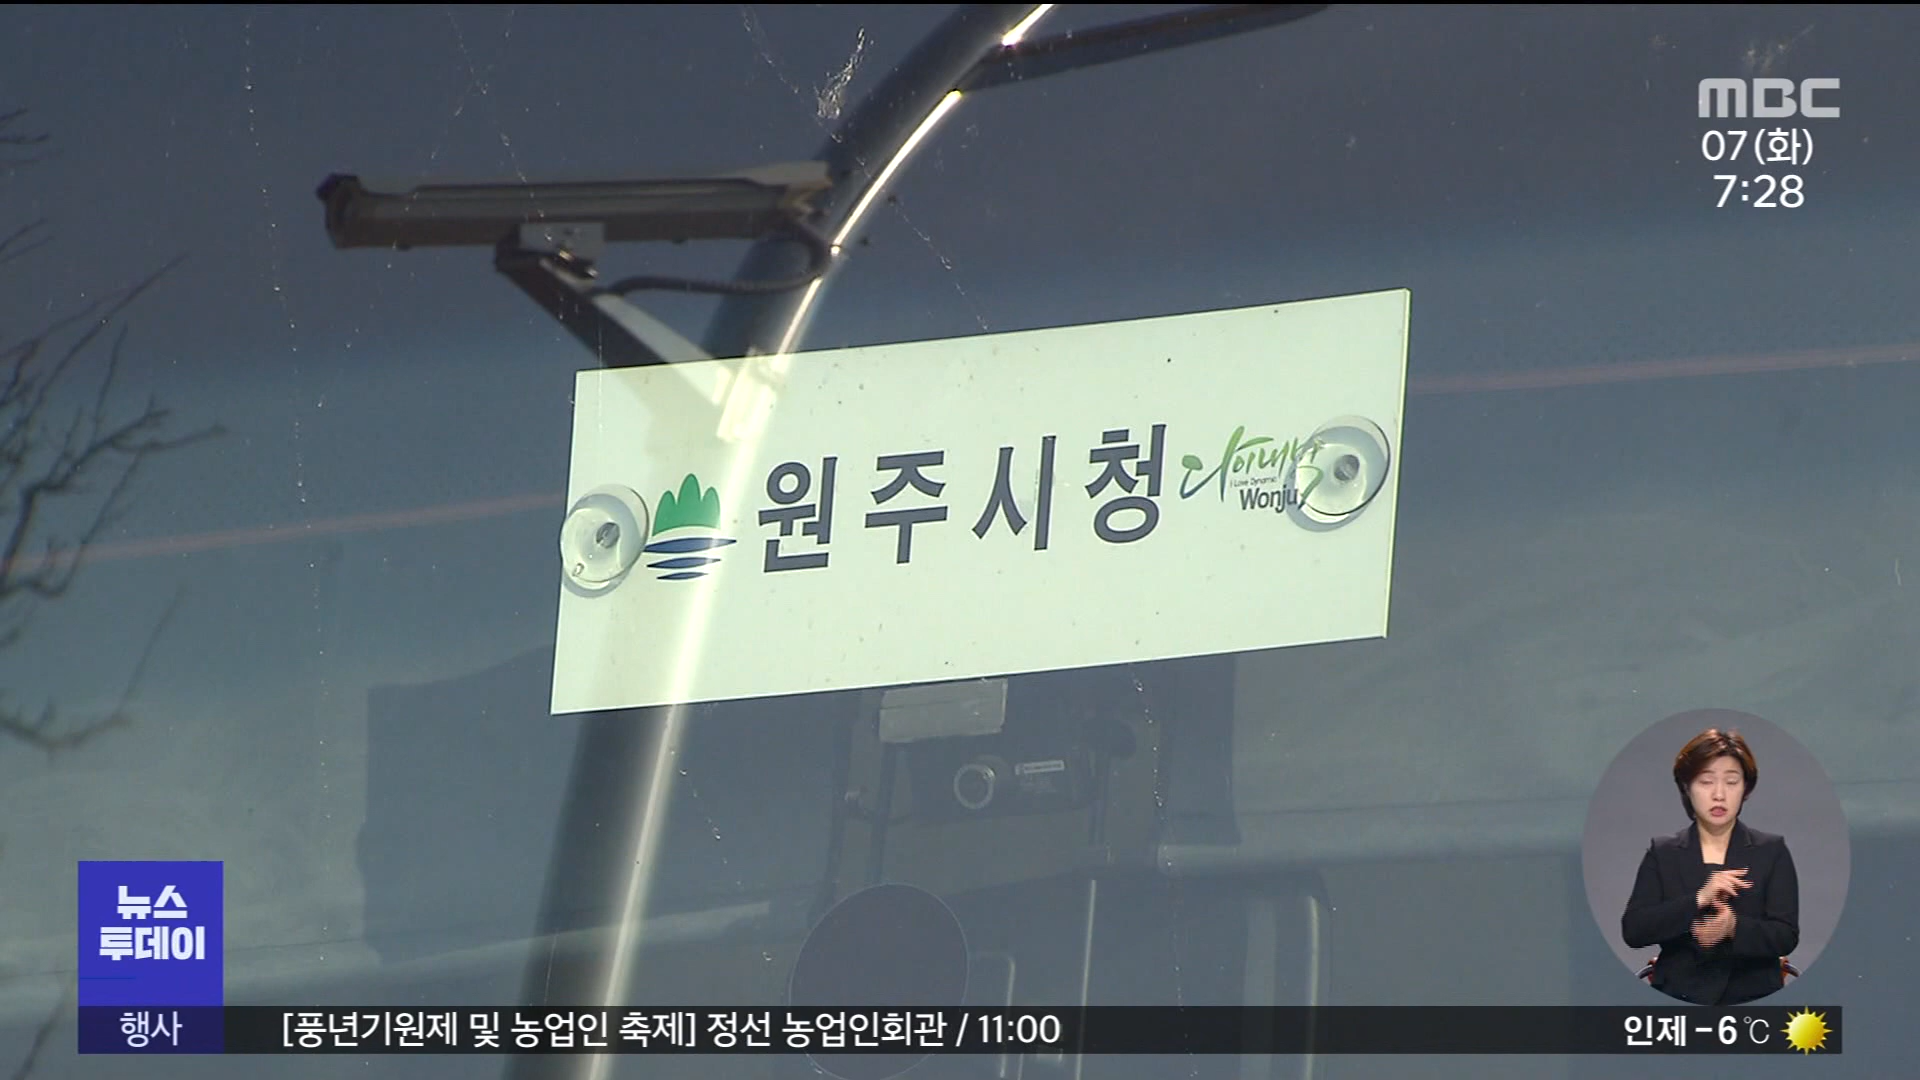 MBC
07(화)
7:28
원주시청
다이내믹
I Love Dynamic
Wonju
뉴스
투데이
행사
[풍년기원제 및 농업인 축제] 정선 농업인회관 / 11:00
인제 -6℃